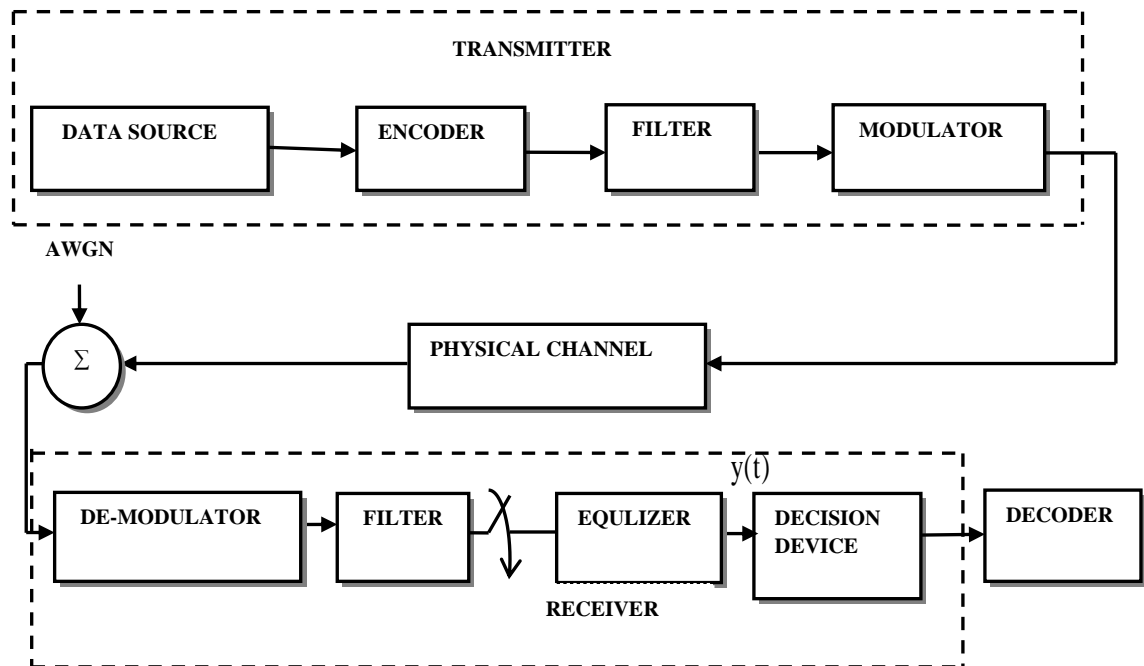 TRANSMITTER
DATA SOURCE
ENCODER
FILTER
MODULATOR
AWGN
Σ
PHYSICAL CHANNEL
y(t)
DE-MODULATOR
FILTER
EQULIZER
DECISION
DEVICE
DECODER
RECEIVER